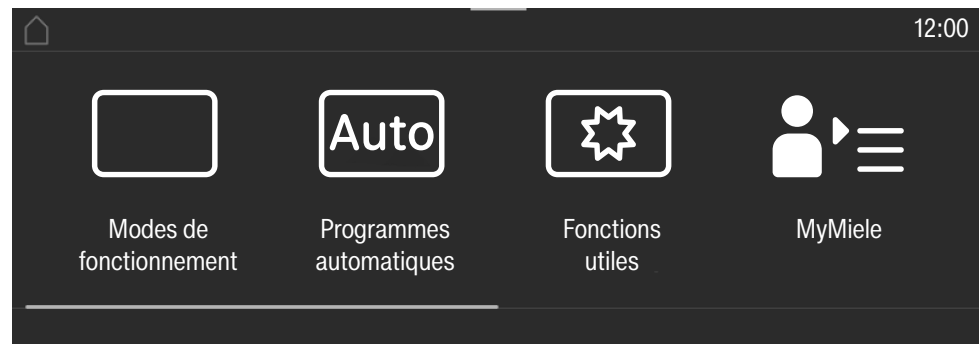 12:00
Auto
Modes de
fonctionnement
Programmes
automatiques
Fonctions
utiles
MyMiele